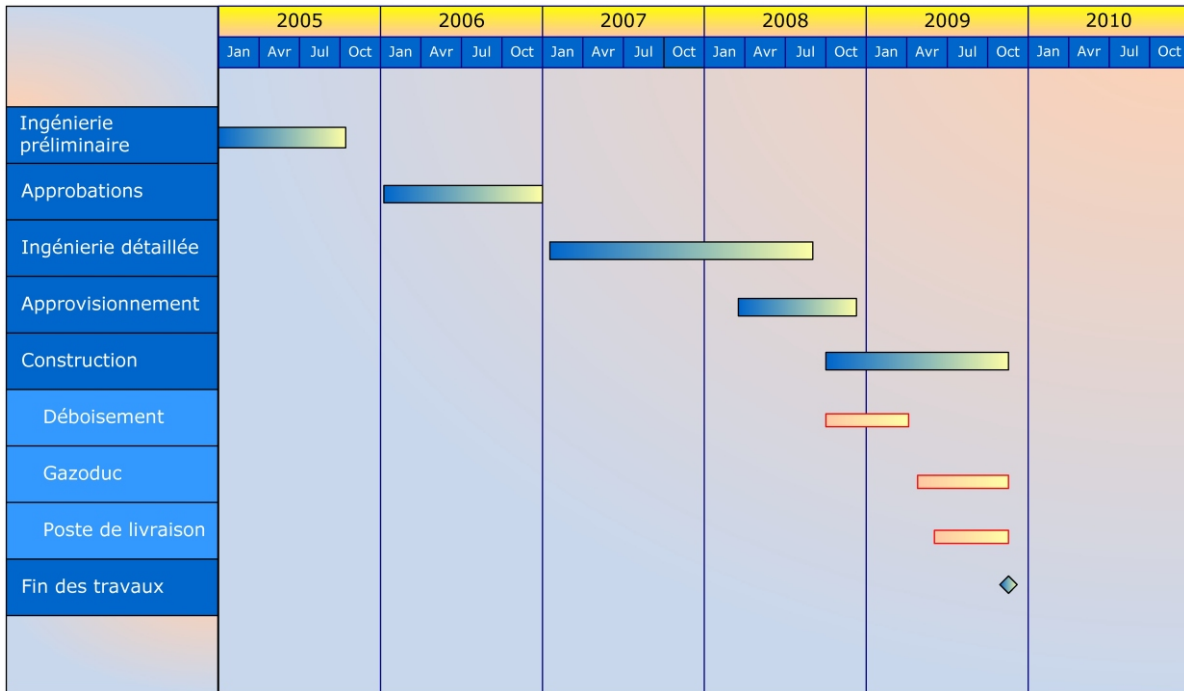 2005 2006 2007 2008 2009 2010
Jan Avr Jul Oct Jan Avr Jul Oct Jan Avr Jul Oct Jan Avr Jul Oct Jan Avr Jul Oct Jan Avr Jul Oct
Ingénierie
préliminaire
Approbations
Ingénierie détaillée
Approvisionnement
Construction
Déboisement
Gazoduc
Poste de livraison
Fin des travaux